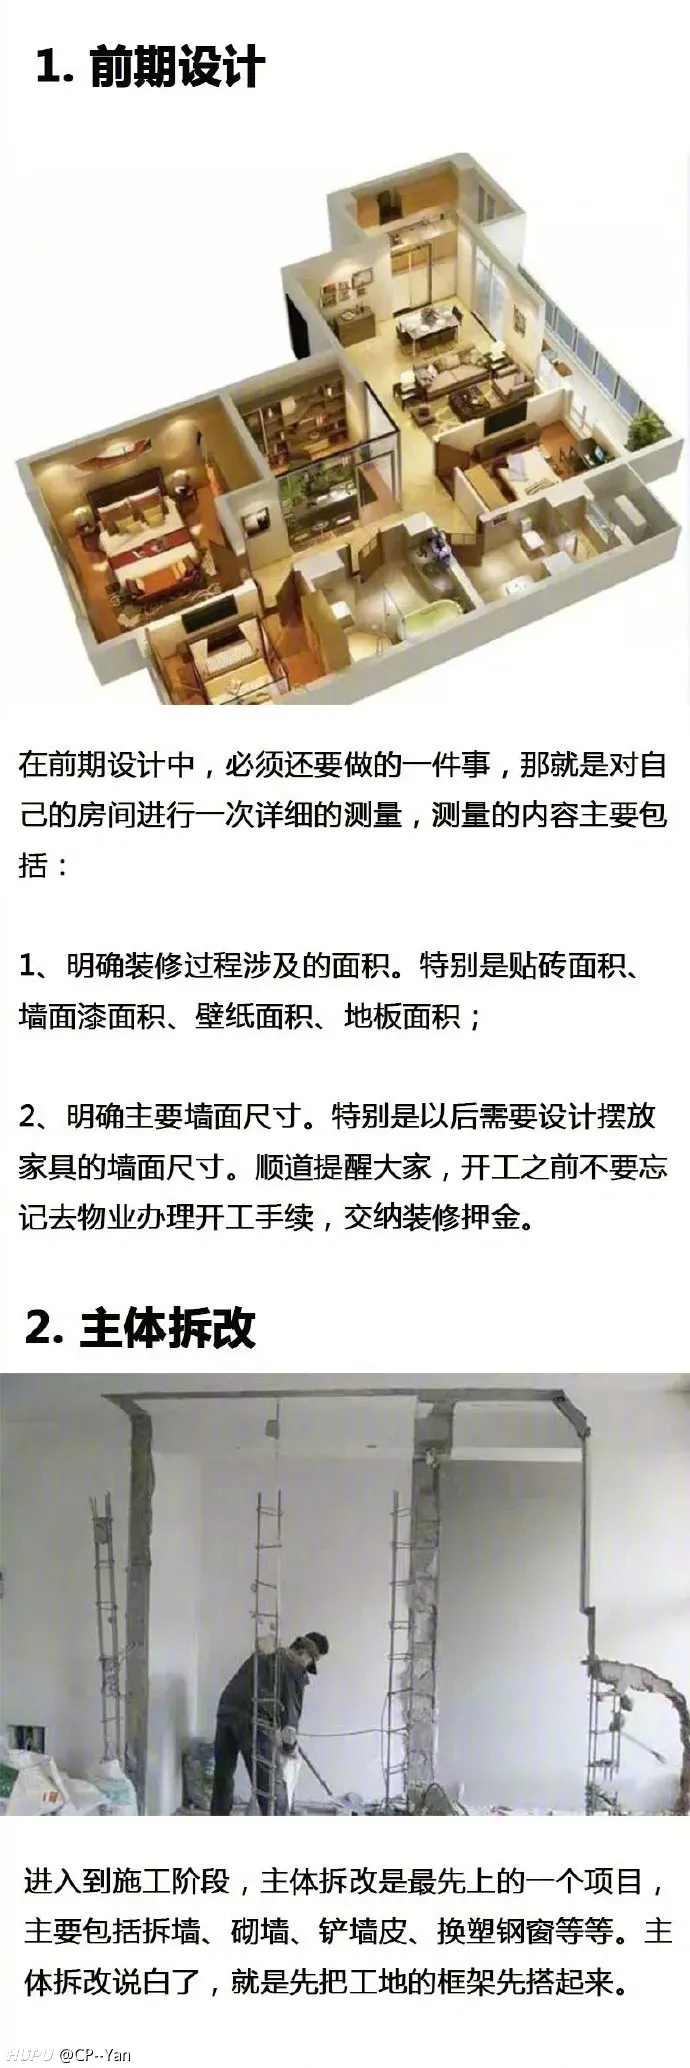 1. 前期设计
在前期设计中，必须还要做的一件事，那就是对自
己的房间进行一次详细的测量，测量的内容主要包
括：
1、明确装修过程涉及的面积。特别是贴砖面积、
墙面漆面积、壁纸面积、地板面积；
2、明确主要墙面尺寸。特别是以后需要设计摆放
家具的墙面尺寸。顺道提醒大家，开工之前不要忘
记去物业办理开工手续，交纳装修押金。
2. 主体拆改
进入到施工阶段，主体拆改是最先上的一个项目，
主要包括拆墙、砌墙、铲墙皮、换塑钢窗等等。主
体拆改说白了，就是先把工地的框架先搭起来。
HUPU @CP--Yan